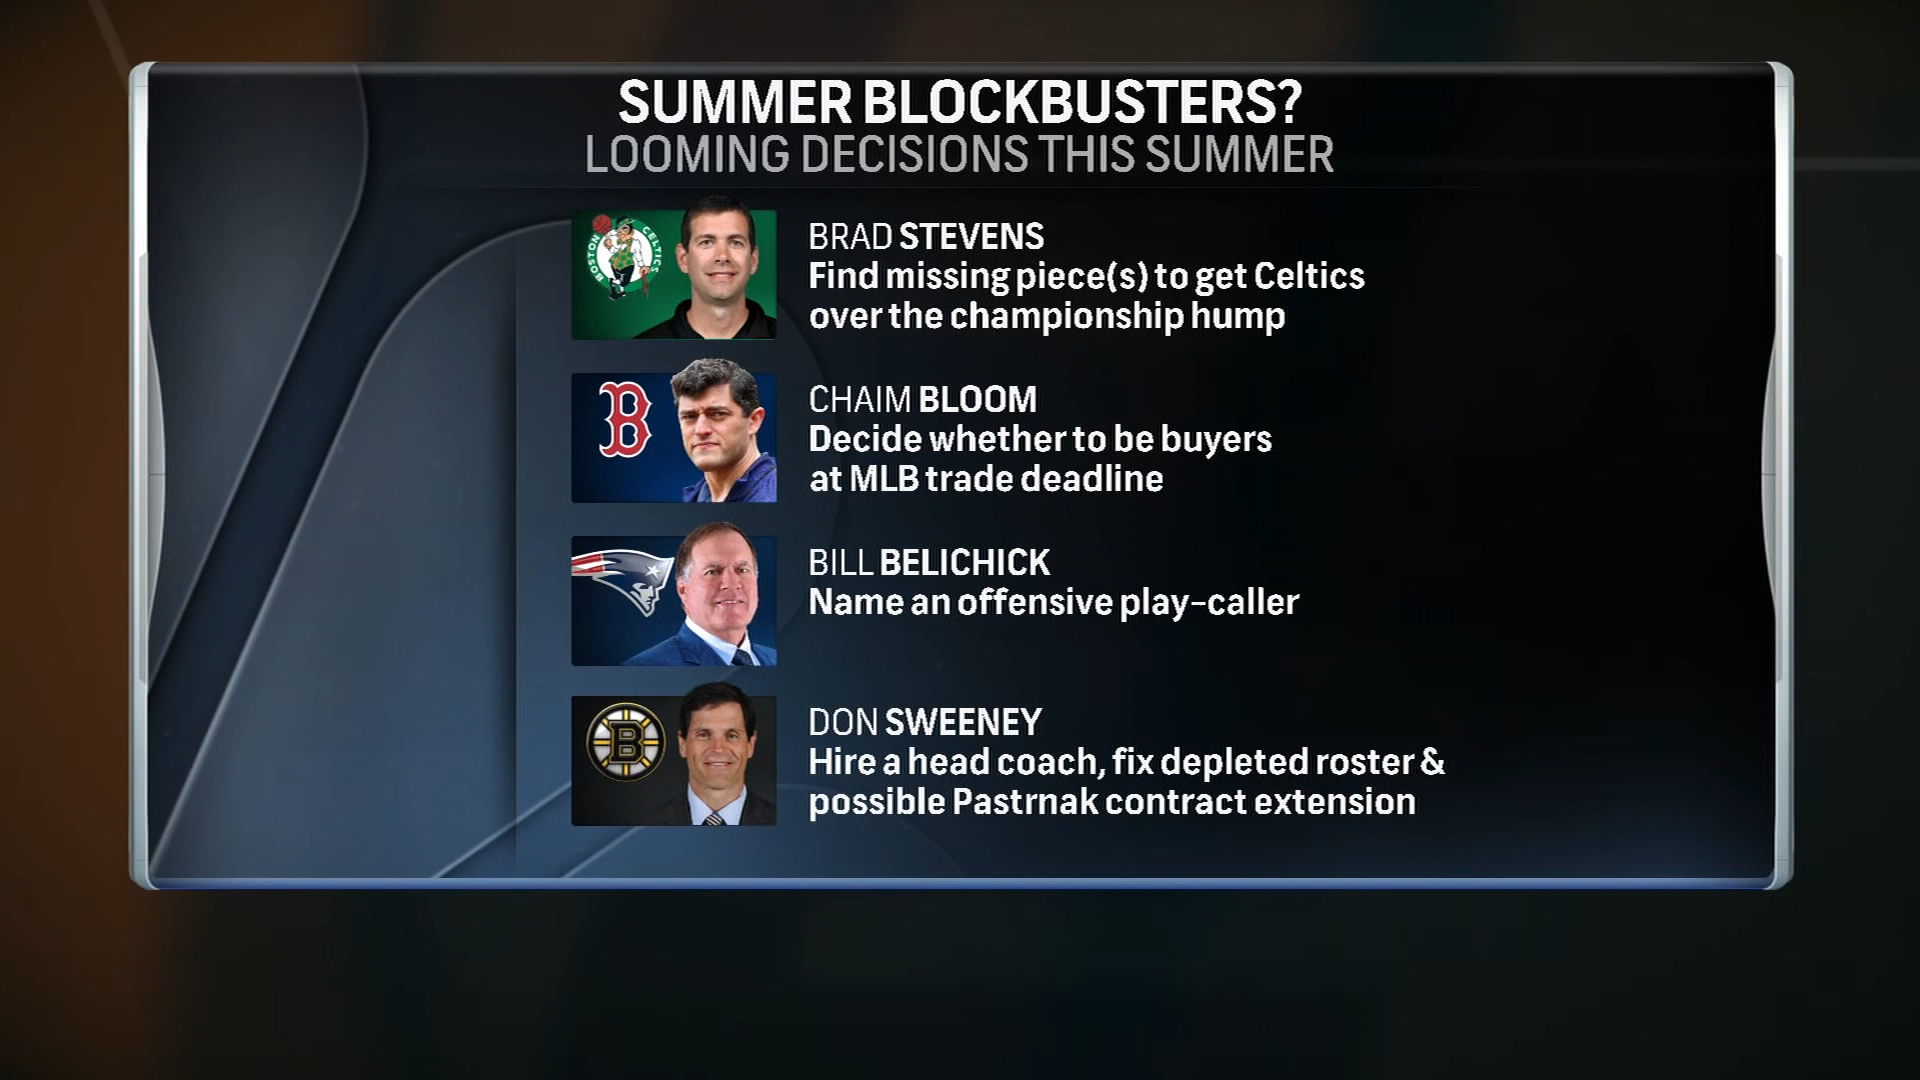 SUMMER BLOCKBUSTERS?
LOOMING DECISIONS THIS SUMMER
BOSTON CELTICS
BRAD STEVENS
Find missing piece(s) to get Celtics
over the championship hump
B
CHAIM BLOOM
Decide whether to be buyers
at MLB trade deadline
BILL BELICHICK
Name an offensive play-caller
B
DON SWEENEY
Hire a head coach, fix depleted roster &
possible Pastrnak contract extension